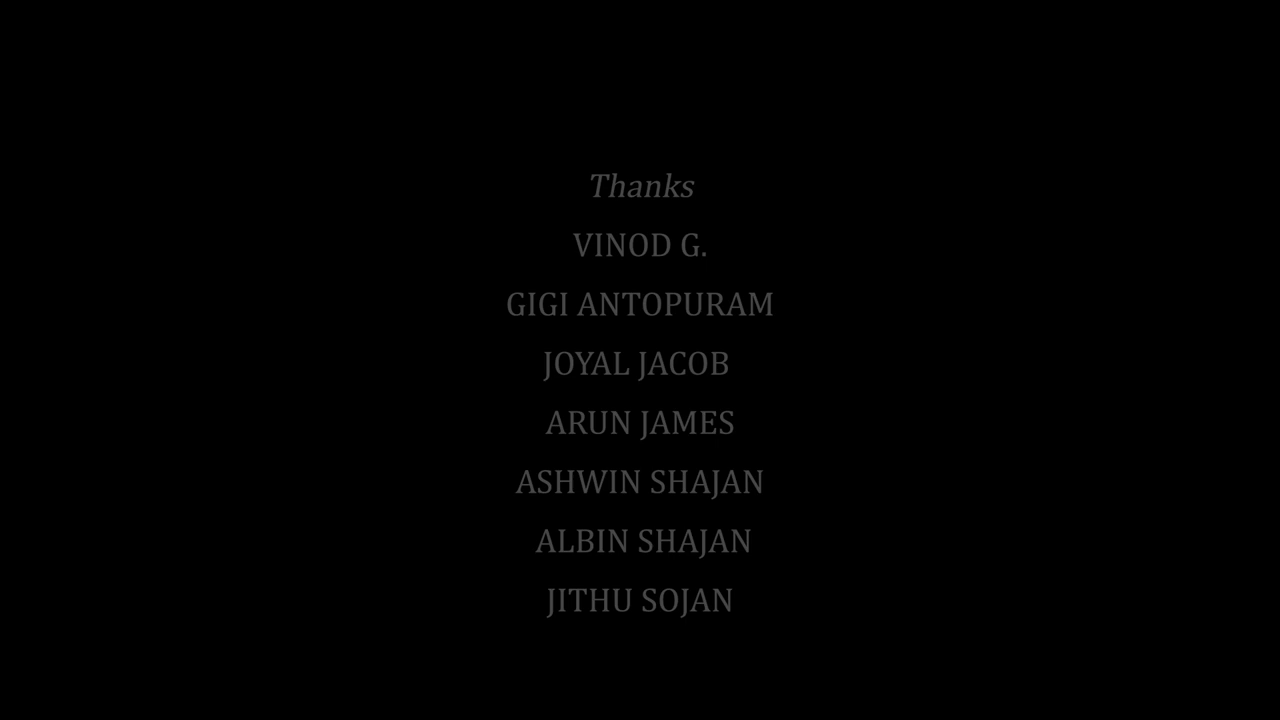 Thanks
VINOD G.
GIGI ANTOPURAM
JOYAL JACOB
ARUN JAMES
ASHWIN SHAJAN
ALBIN SHAJAN
JITHU SOJAN